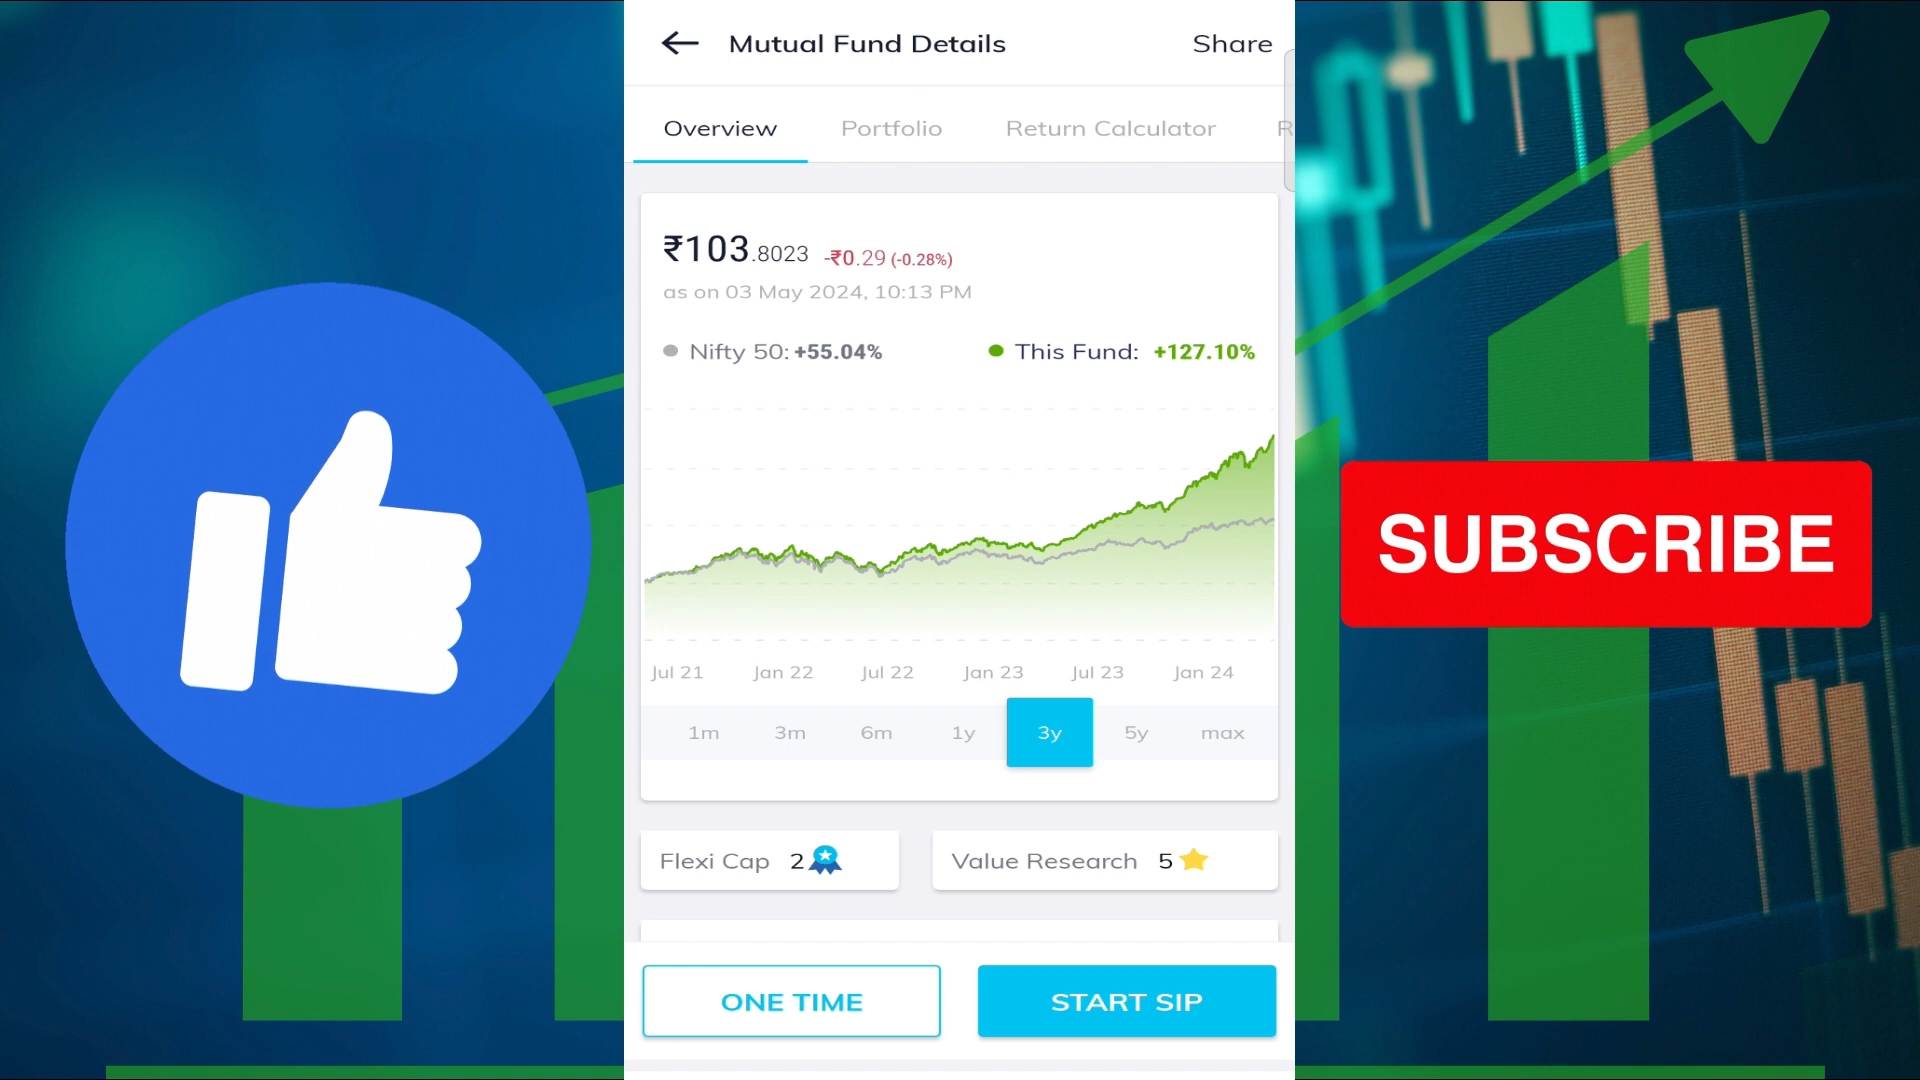 Mutual Fund Details Share
Overview Portfolio Return Calculator R
₹103.8023 -₹0.29 (-0.28%)
as on 03 May 2024, 10:13 PM
Nifty 50: +55.04% This Fund: +127.10%
Jul 21 Jan 22 Jul 22 Jan 23 Jul 23 Jan 24
1m 3m 6m 1y 3y 5y max
Flexi Cap 2 Value Research 5
ONE TIME START SIP
SUBSCRIBE